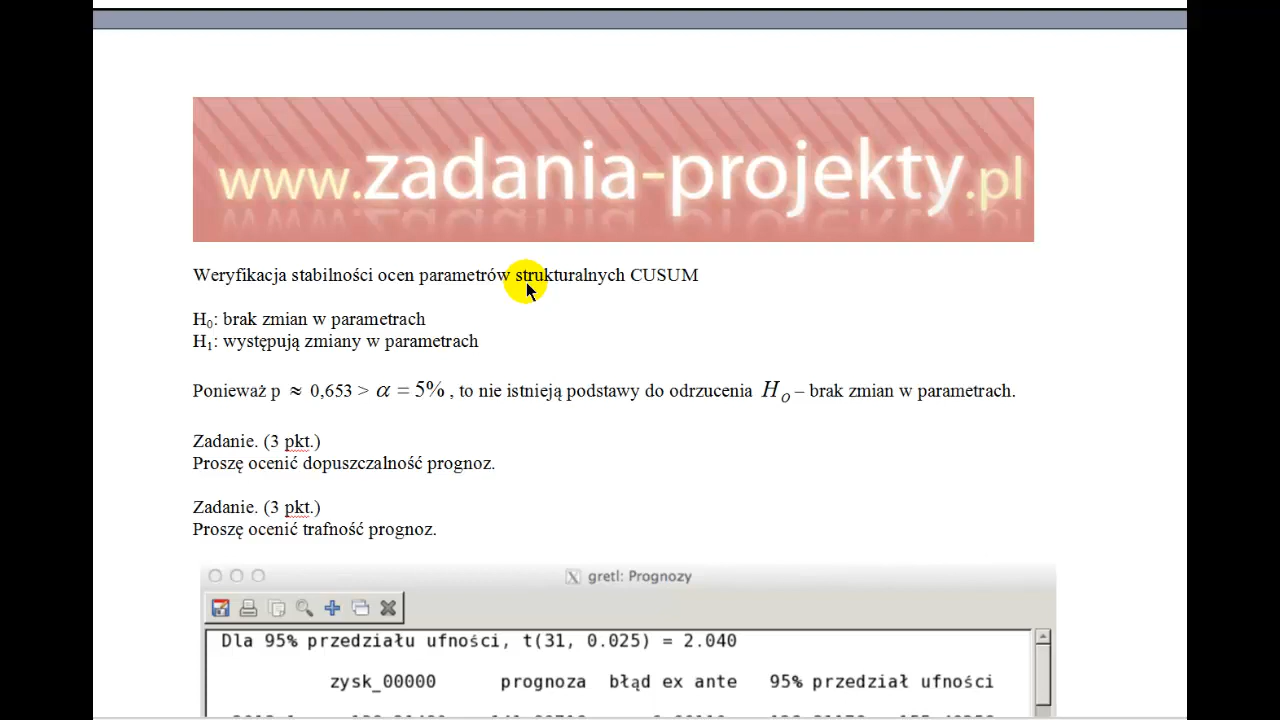 www.zadania-projekty.pl
Weryfikacja stabilności ocen parametrów strukturalnych CUSUM
H₀: brak zmian w parametrach
H₁: występują zmiany w parametrach
Ponieważ p ≈ 0,653 > α = 5% , to nie istnieją podstawy do odrzucenia H₀ – brak zmian w parametrach.
Zadanie. (3 pkt.)
Proszę ocenić dopuszczalność prognoz.
Zadanie. (3 pkt.)
Proszę ocenić trafność prognoz.
gretl: Prognozy
Dla 95% przedziału ufności, t(31, 0.025) = 2.040
zysk_00000 prognoza błąd ex ante 95% przedział ufności